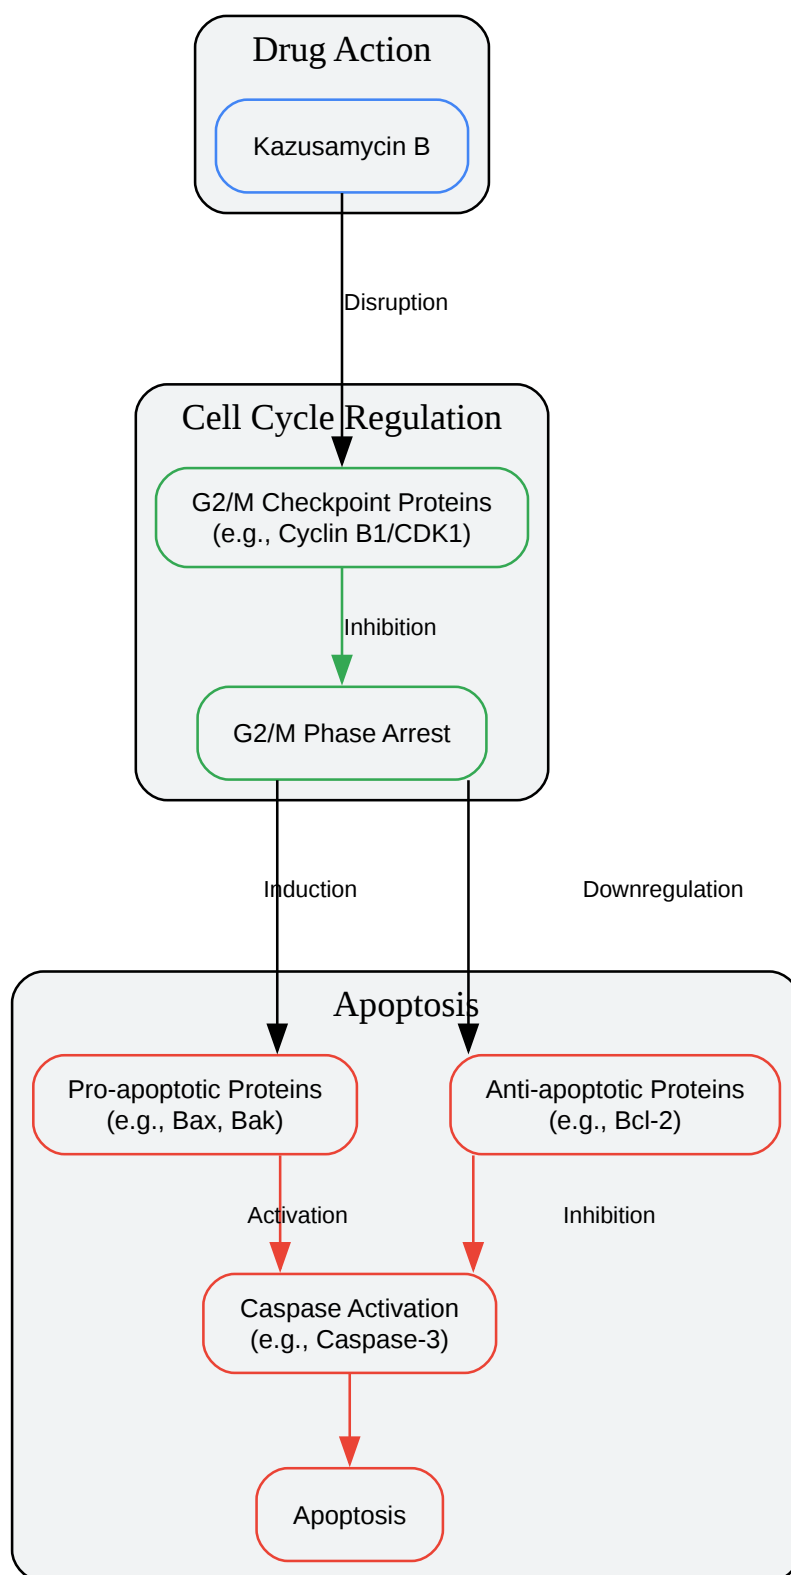 Drug Action
Kazusamycin B
Disruption
Cell Cycle Regulation
G2/M Checkpoint Proteins
(e.g., Cyclin B1/CDK1)
Inhibition
G2/M Phase Arrest
Induction
Downregulation
Apoptosis
Pro-apoptotic Proteins
(e.g., Bax, Bak)
Anti-apoptotic Proteins
(e.g., Bcl-2)
Activation
Inhibition
Caspase Activation
(e.g., Caspase-3)
Apoptosis